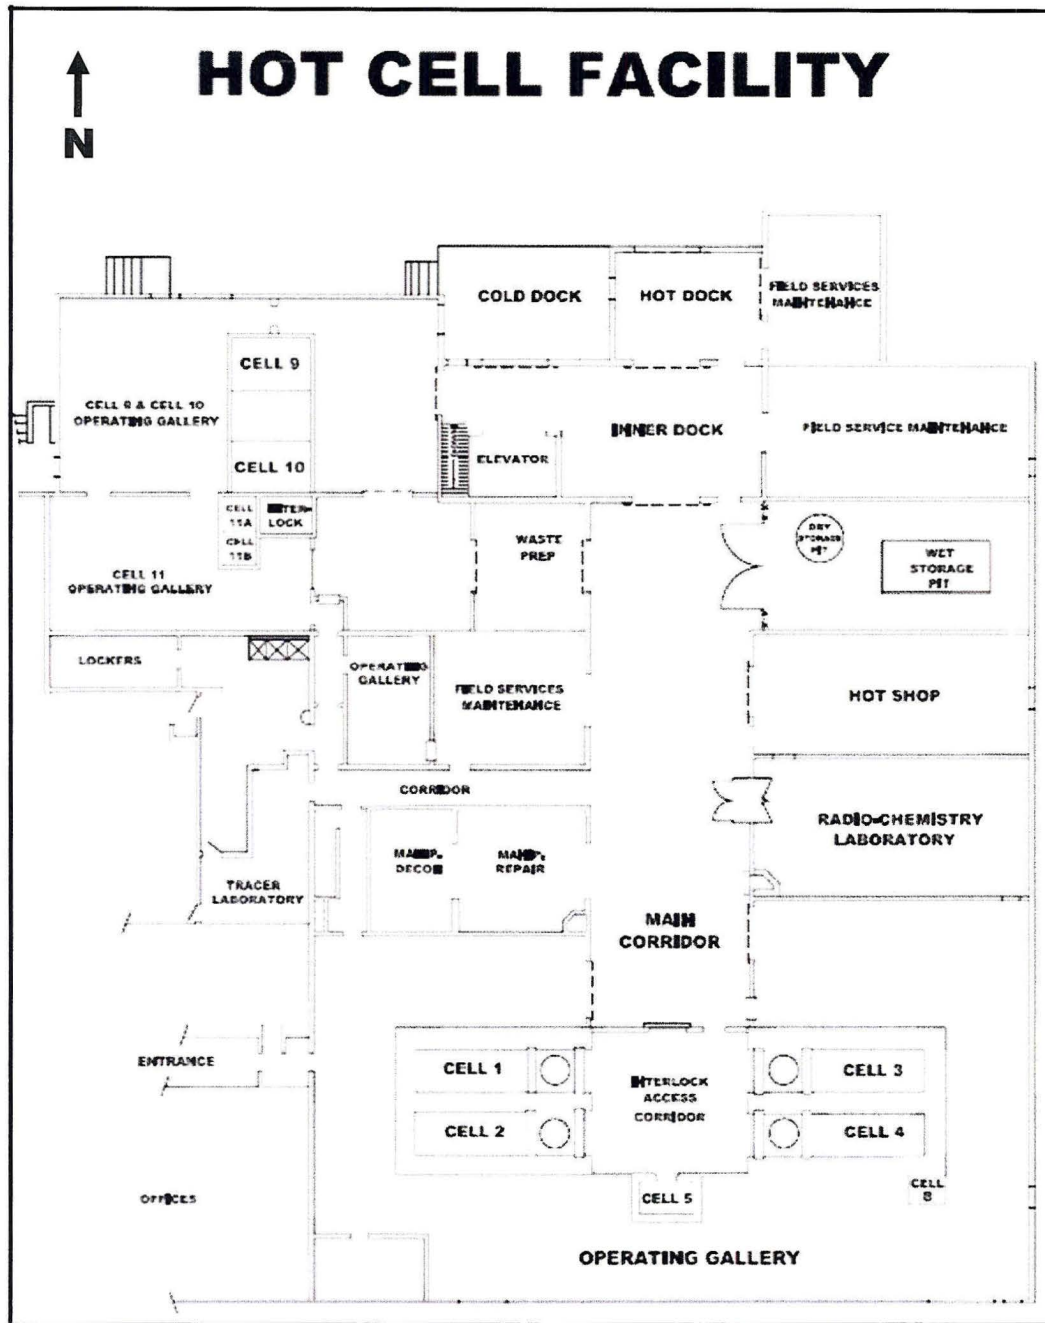 HOT CELL FACILITY
N
COLD DOCK
HOT DOCK
FIELD SERVICES
MAINTENANCE
CELL 9
CELL 9 & CELL 10
OPERATING GALLERY
CELL 10
INNER DOCK
ELEVATOR
FIELD SERVICE MAINTENANCE
CELL
11A
INTER-
LOCK
CELL
11B
WASTE
PREP
DRY
STORAGE
PIT
WET
STORAGE
PIT
CELL 11
OPERATING GALLERY
LOCKERS
OPERATING
GALLERY
FIELD SERVICES
MAINTENANCE
HOT SHOP
CORRIDOR
RADIO-CHEMISTRY
LABORATORY
MANIP.
DECON
MANIP.
REPAIR
TRACER
LABORATORY
MAIN
CORRIDOR
ENTRANCE
CELL 1
INTERLOCK
ACCESS
CORRIDOR
CELL 3
CELL 2
CELL 4
OFFICES
CELL 5
CELL
OPERATING GALLERY